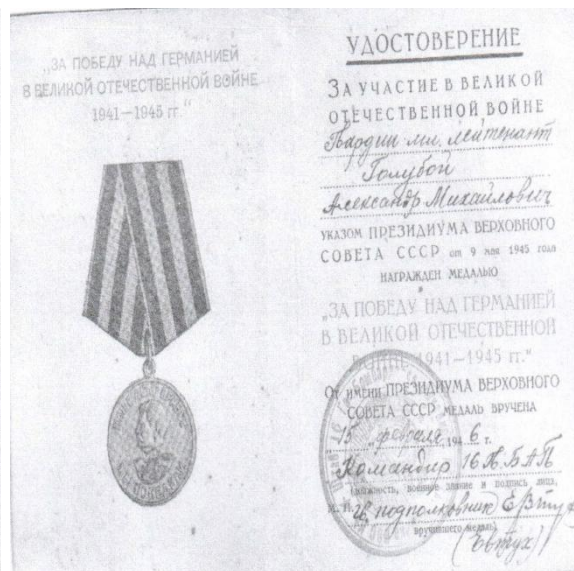 „ЗА ПОБЕДУ НАД ГЕРМАНИЕЙ
В ВЕЛИКОЙ ОТЕЧЕСТВЕННОЙ ВОЙНЕ
1941—1945 гг.“
УДОСТОВЕРЕНИЕ
ЗА УЧАСТИЕ В ВЕЛИКОЙ
ОТЕЧЕСТВЕННОЙ ВОЙНЕ
Гвардии мл. лейтенант
Голубой
Александр Михайлович
УКАЗОМ ПРЕЗИДИУМА ВЕРХОВНОГО
СОВЕТА СССР от 9 мая 1945 года
НАГРАЖДЕН МЕДАЛЬЮ
„ЗА ПОБЕДУ НАД ГЕРМАНИЕЙ
В ВЕЛИКОЙ ОТЕЧЕСТВЕННОЙ
ВОЙНЕ 1941—1945 гг.“
ОТ ИМЕНИ ПРЕЗИДИУМА ВЕРХОВНОГО
СОВЕТА СССР МЕДАЛЬ ВРУЧЕНА
„15 „ февраля 1946 г.
Командир 16
(должность, воинское звание и подпись лица,
М. П. подполковник
вручившего медаль)
(Евтух)